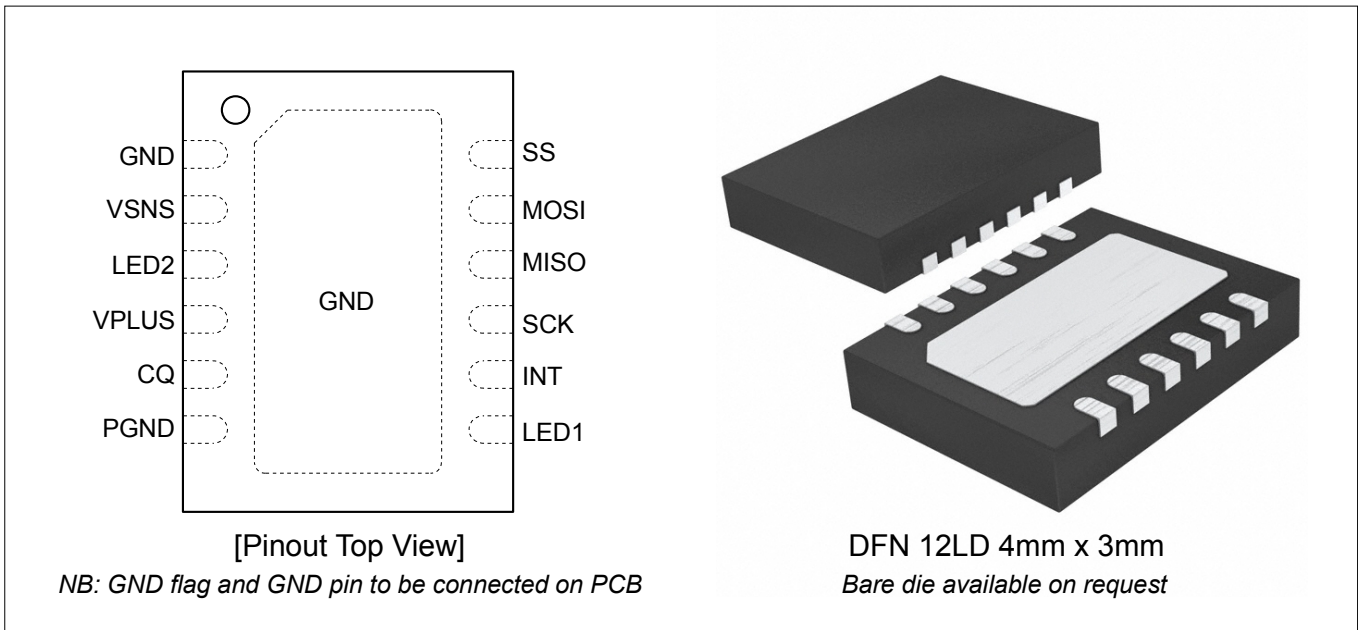 GND
VSNS
LED2
VPLUS
CQ
PGND
GND
SS
MOSI
MISO
SCK
INT
LED1
[Pinout Top View]
NB: GND flag and GND pin to be connected on PCB
DFN 12LD 4mm x 3mm
Bare die available on request